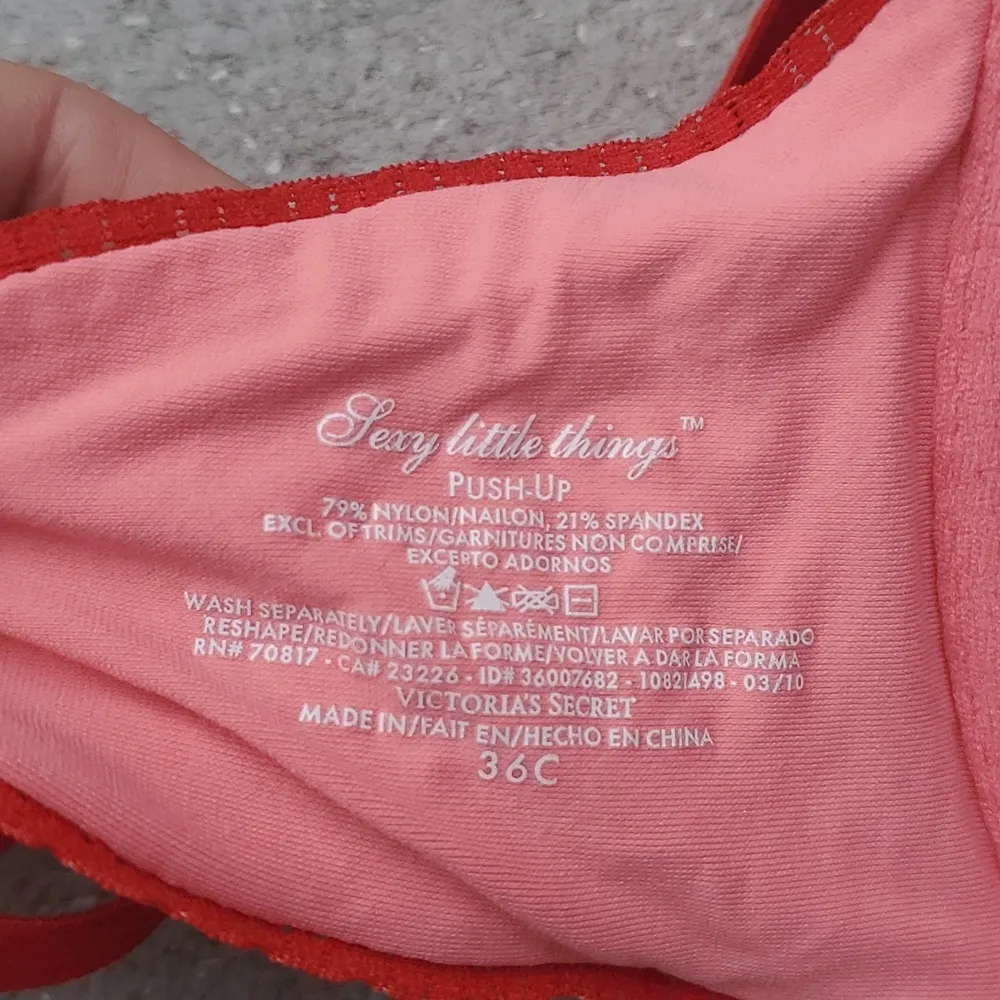 Sexy little things™
PUSH-UP
79% NYLON/NAILON, 21% SPANDEX
EXCL. OF TRIMS/GARNITURES NON COMPRISE/
EXCEPTO ADORNOS
WASH SEPARATELY/LAVER SÉPARÉMENT/LAVAR POR SEPARADO
RESHAPE/REDONNER LA FORME/VOLVER A DAR LA FORMA
RN# 70817 - CA# 23226 - ID# 36007682 - 10821498 - 03/10
VICTORIA'S SECRET
MADE IN/FAIT EN/HECHO EN CHINA
36C